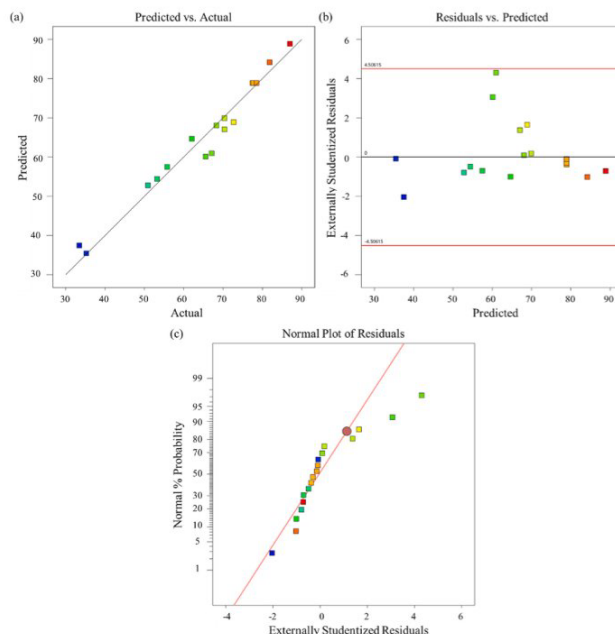 (a)
Predicted vs. Actual
Predicted
90
80
70
60
50
40
30
30 40 50 60 70 80 90
Actual
(b)
Residuals vs. Predicted
Externally Studentized Residuals
6
4
2
0
-2
-4
-6
0
30 40 50 60 70 80 90
Predicted
(c)
Normal Plot of Residuals
Normal % Probability
99
95
90
80
70
50
30
20
10
5
1
-4 -2 0 2 4 6
Externally Studentized Residuals